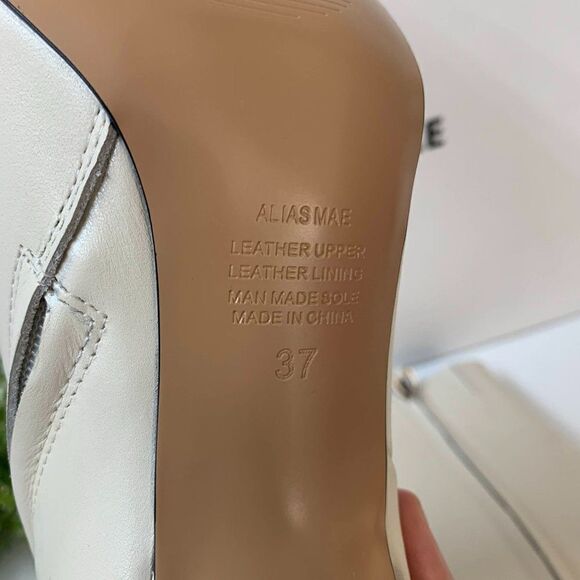 ALIAS MAE
LEATHER UPPER
LEATHER LINING
MAN MADE SOLE
MADE IN CHINA
37